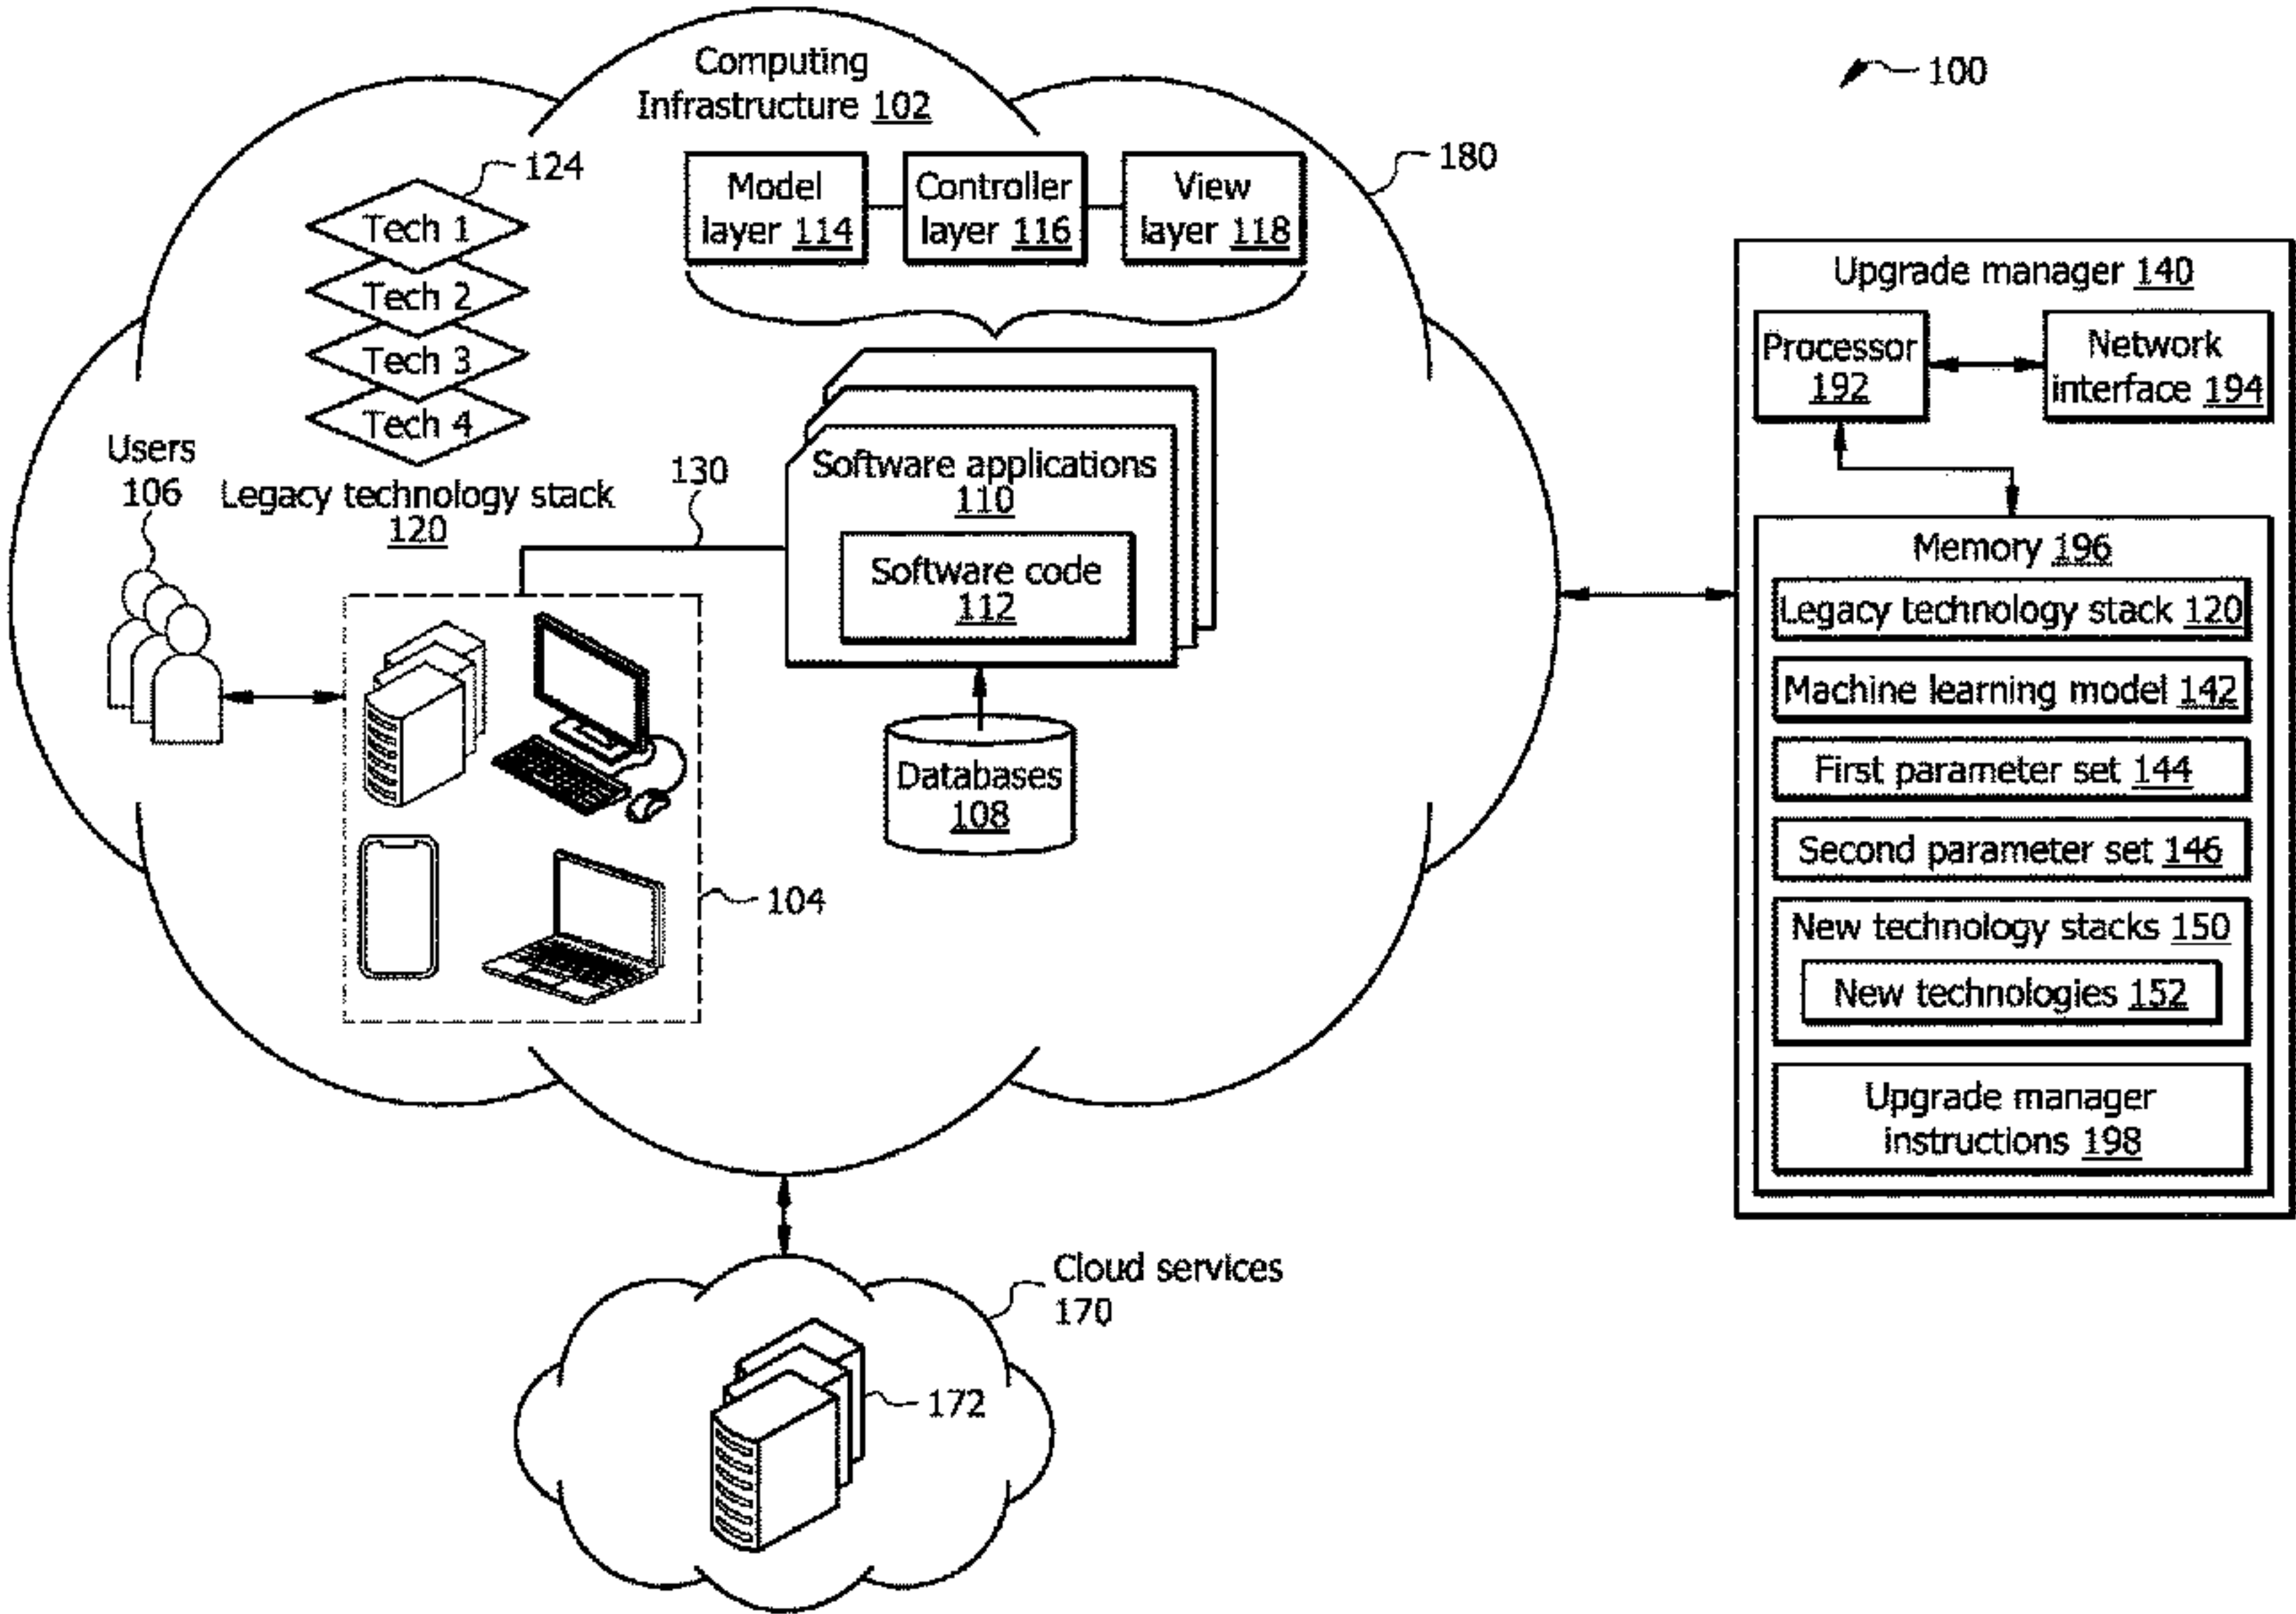 Computing
Infrastructure 102
100
124
180
Model
layer 114
Controller
layer 116
View
layer 118
Tech 1
Tech 2
Tech 3
Tech 4
Legacy technology stack
120
Users
106
130
Software applications
110
Software code
112
Databases
108
104
Upgrade manager 140
Processor
192
Network
interface 194
Memory 196
Legacy technology stack 120
Machine learning model 142
First parameter set 144
Second parameter set 146
New technology stacks 150
New technologies 152
Upgrade manager
instructions 198
Cloud services
170
172